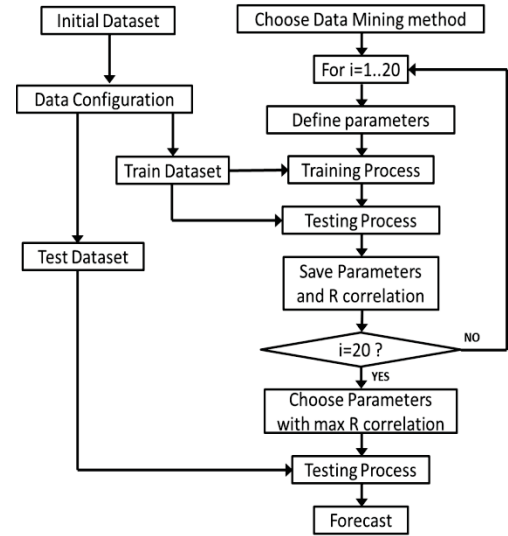 Initial Dataset
Choose Data Mining method
For i=1..20
Data Configuration
Define parameters
Train Dataset
Training Process
Testing Process
Test Dataset
Save Parameters
and R correlation
NO
i=20 ?
YES
Choose Parameters
with max R correlation
Testing Process
Forecast